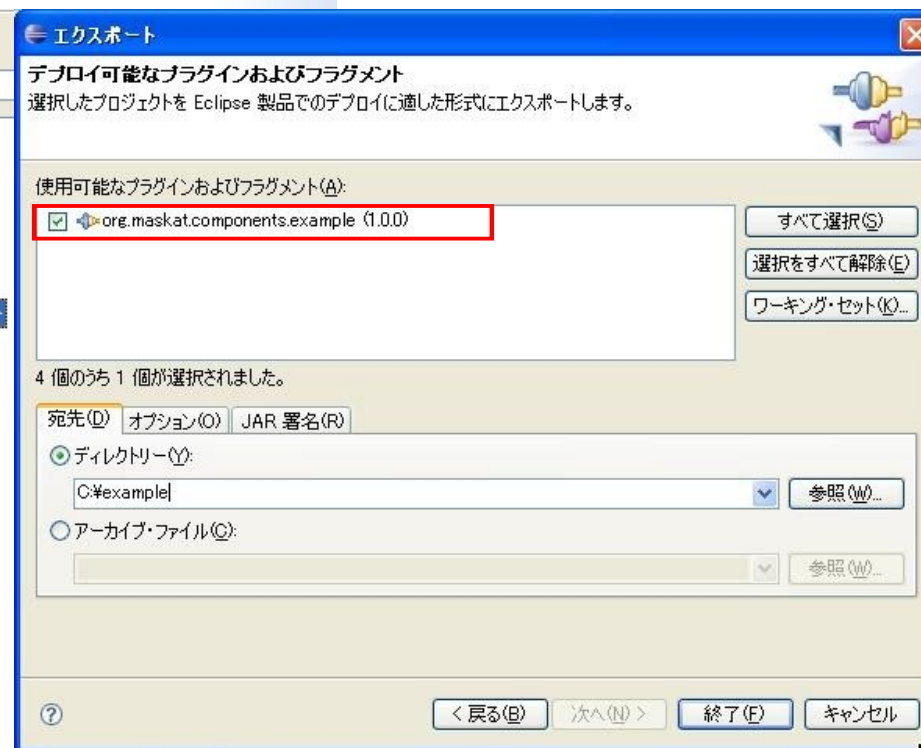 エクスポート
デプロイ可能なプラグインおよびフラグメント
選択したプロジェクトを Eclipse 製品でのデプロイに適した形式にエクスポートします。
使用可能なプラグインおよびフラグメント(A):
org.maskat.components.example (1.0.0)
すべて選択(S)
選択をすべて解除(E)
ワーキング・セット(K)...
4 個のうち 1 個が選択されました。
宛先(D) オプション(O) JAR 署名(R)
ディレクトリー(Y):
C:¥example
参照(W)...
アーカイブ・ファイル(C):
参照(W)...
< 戻る(B) 次へ(N) > 終了(F) キャンセル